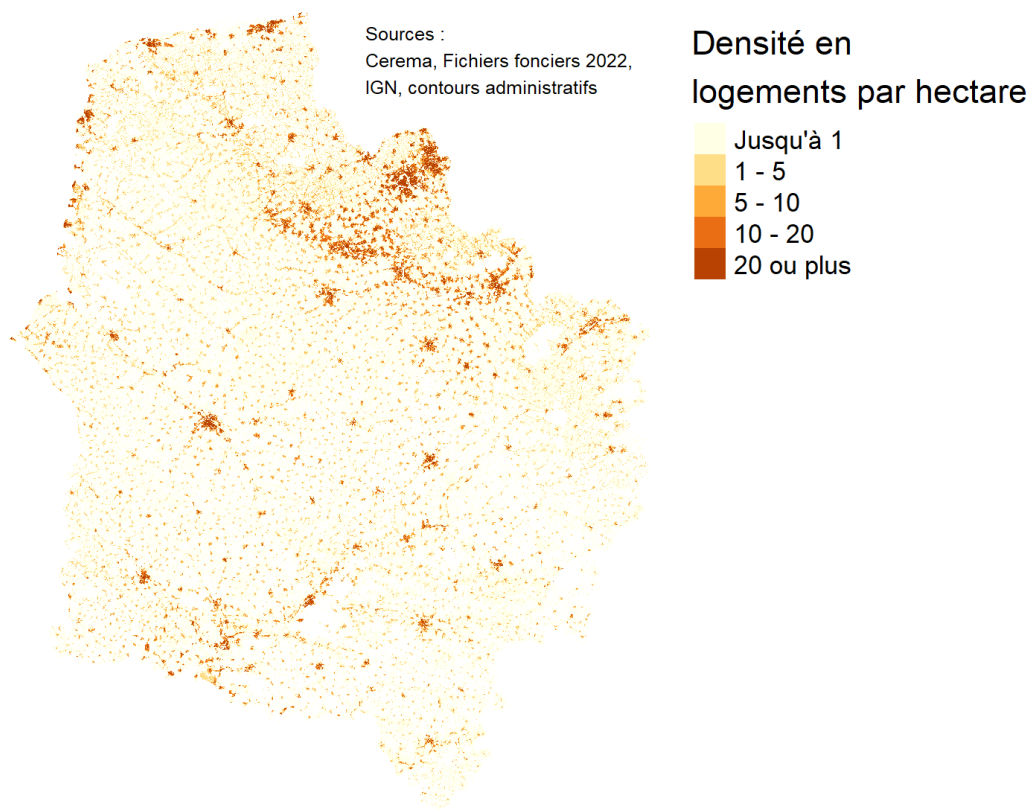 Sources :
Cerema, Fichiers fonciers 2022,
IGN, contours administratifs
Densité en
logements par hectare
Jusqu'à 1
1 - 5
5 - 10
10 - 20
20 ou plus